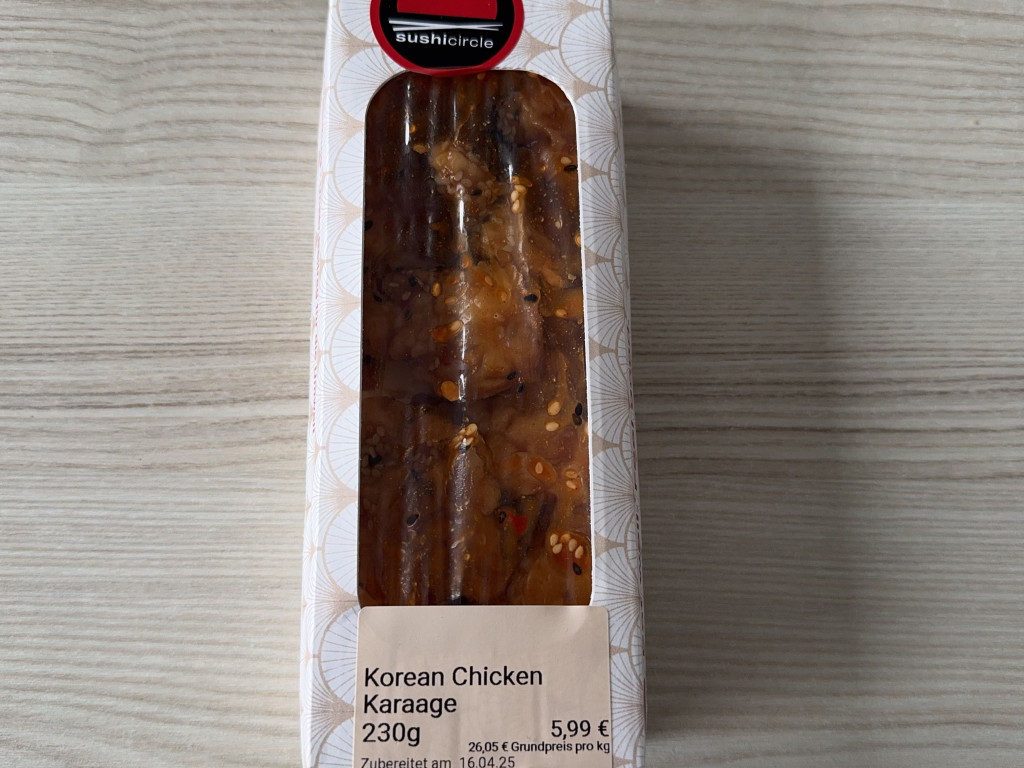 sushicircle
Korean Chicken
Karaage
230g
5,99 €
26,05 € Grundpreis pro kg
Zubereitet am 16.04.25